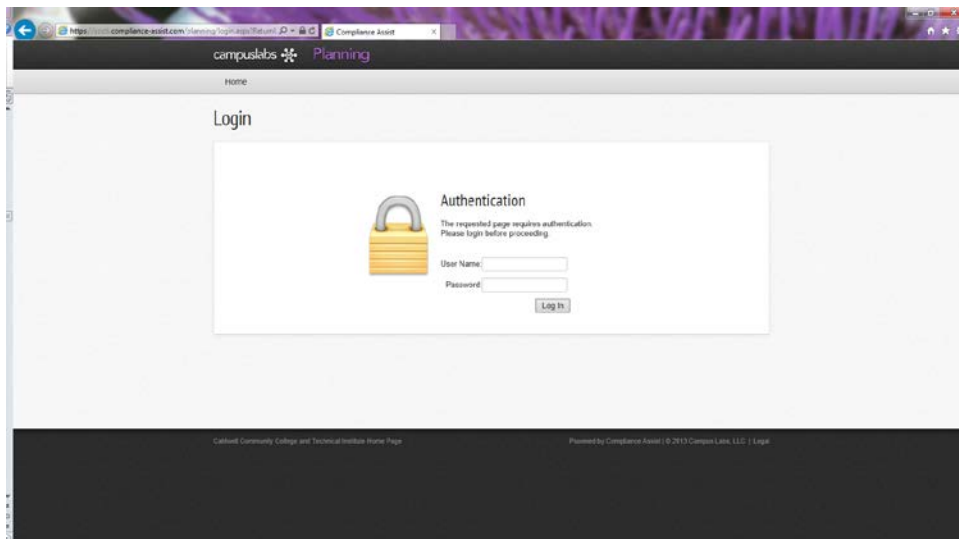 compliance-assist.com
Compliance Assist
campuslabs Planning
Home
Login
Authentication
The requested page requires authentication.
Please login before proceeding.
User Name:
Password:
Log In
Caldwell Community College and Technical Institute Home Page
Powered by Compliance Assist | © 2013 Campus Labs, LLC | Legal